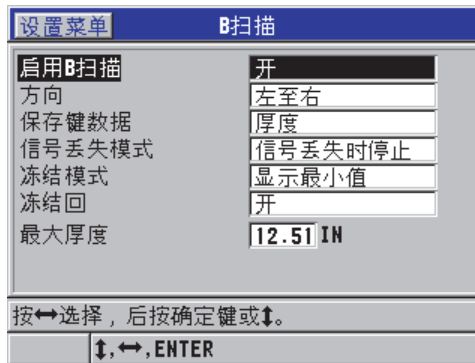 设置菜单 B扫描
启用B扫描 开
方向 左至右
保存键数据 厚度
信号丢失模式 信号丢失时停止
冻结模式 显示最小值
冻结回 开
最大厚度 12.51 IN
按↔选择，后按确定键或↕。
↕,↔,ENTER